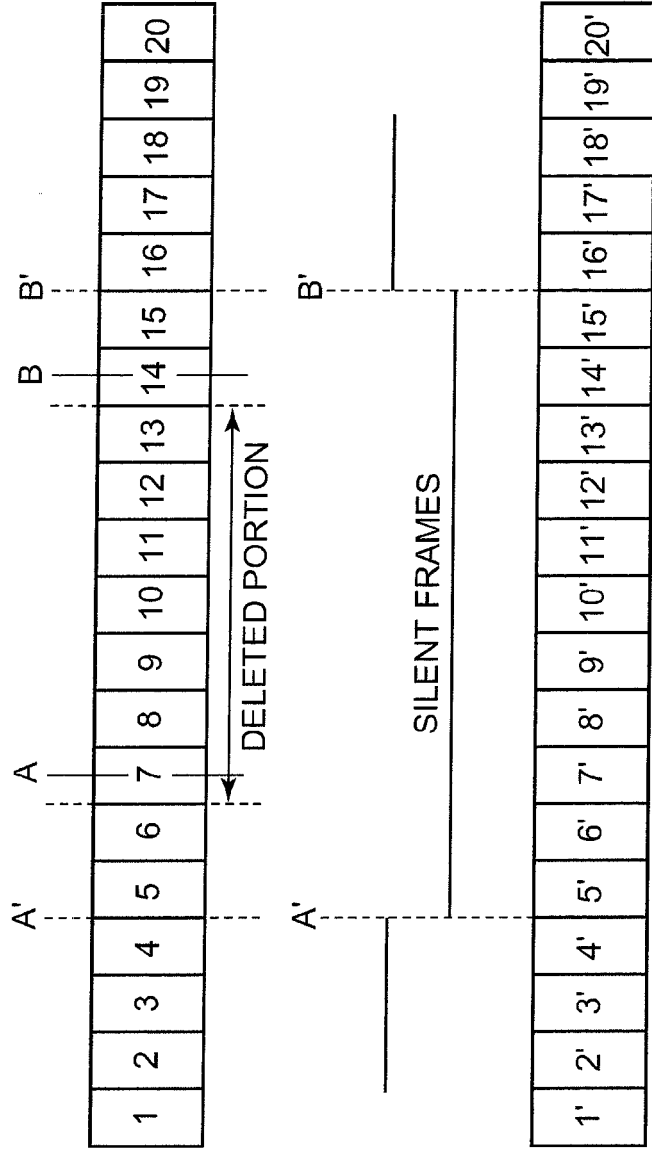 A' A B B'
1 2 3 4 5 6 7 8 9 10 11 12 13 14 15 16 17 18 19 20
DELETED PORTION
A' B'
SILENT FRAMES
1' 2' 3' 4' 5' 6' 7' 8' 9' 10' 11' 12' 13' 14' 15' 16' 17' 18' 19' 20'